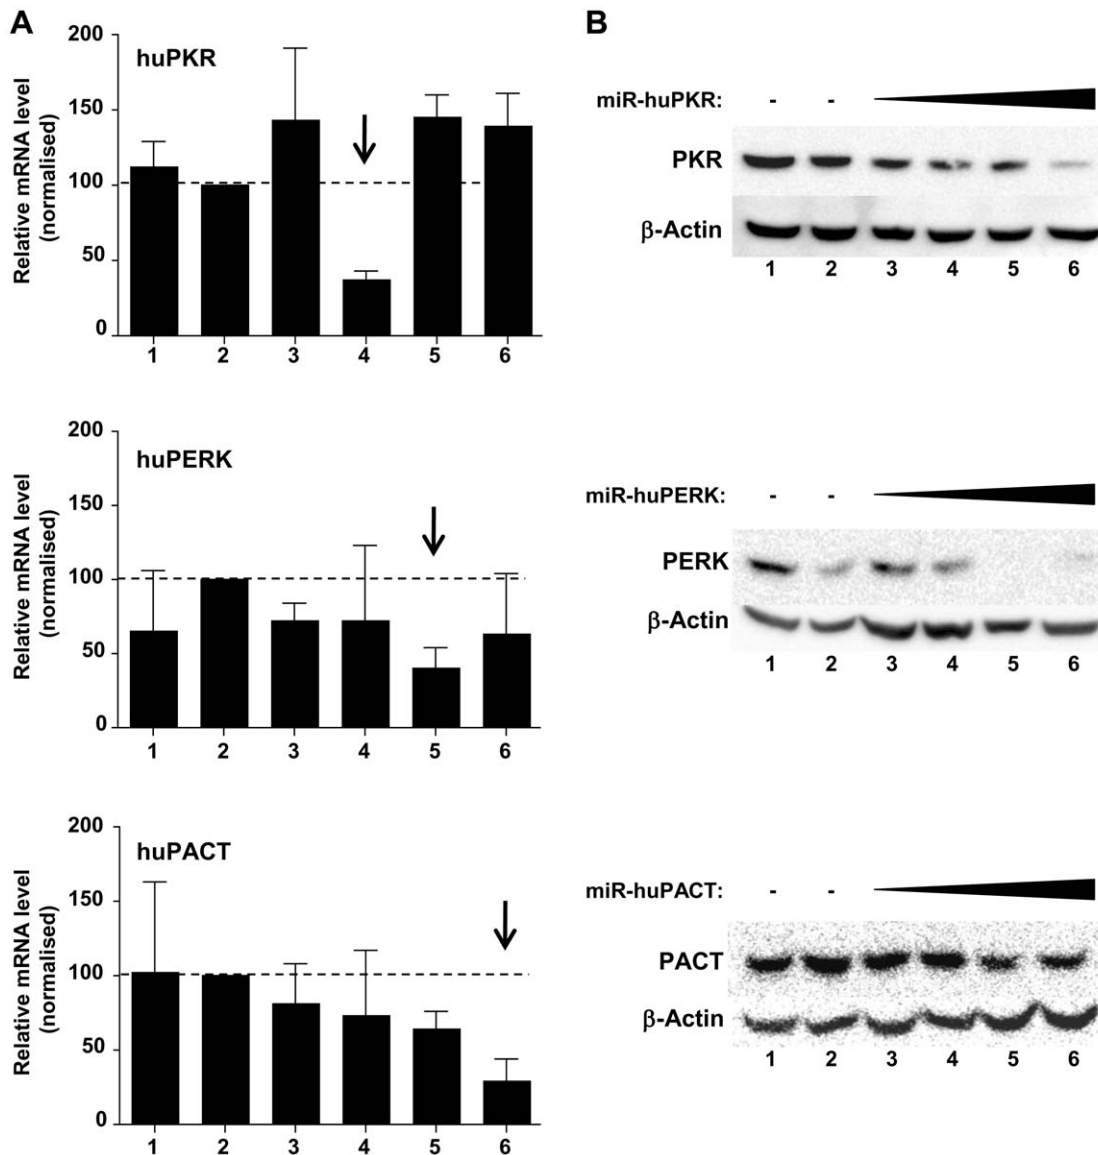 A
huPKR
Relative mRNA level
(normalised)
200
150
100
50
0
1 2 3 4 5 6
huPERK
Relative mRNA level
(normalised)
200
150
100
50
0
1 2 3 4 5 6
huPACT
Relative mRNA level
(normalised)
200
150
100
50
0
1 2 3 4 5 6
B
miR-huPKR: - -
PKR
β-Actin
1 2 3 4 5 6
miR-huPERK: - -
PERK
β-Actin
1 2 3 4 5 6
miR-huPACT: - -
PACT
β-Actin
1 2 3 4 5 6